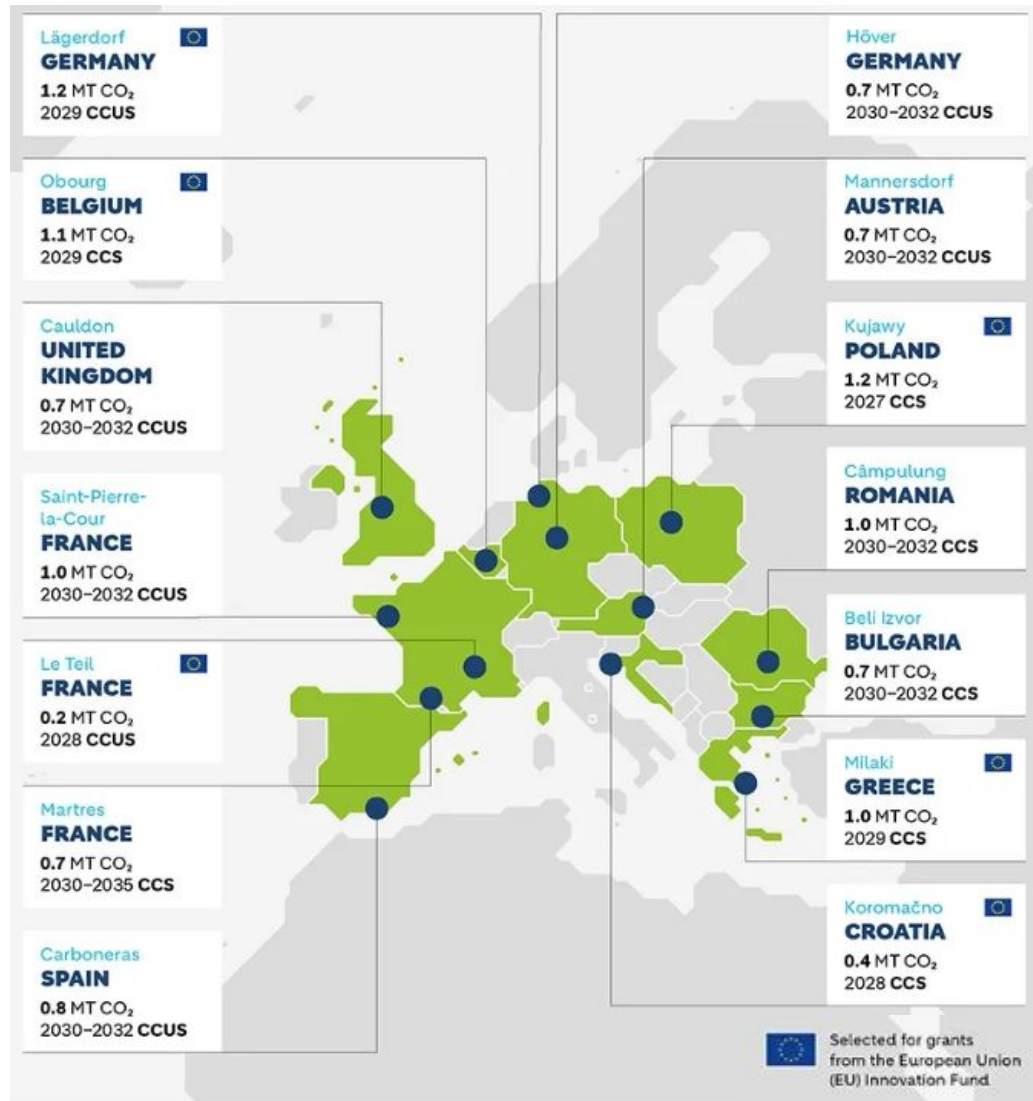 Lägerdorf
GERMANY
1.2 MT CO₂
2029 CCUS
Obourg
BELGIUM
1.1 MT CO₂
2029 CCS
Cauldon
UNITED
KINGDOM
0.7 MT CO₂
2030–2032 CCUS
Saint-Pierre-
la-Cour
FRANCE
1.0 MT CO₂
2030–2032 CCUS
Le Teil
FRANCE
0.2 MT CO₂
2028 CCUS
Martres
FRANCE
0.7 MT CO₂
2030–2035 CCS
Carboneras
SPAIN
0.8 MT CO₂
2030–2032 CCUS
Höver
GERMANY
0.7 MT CO₂
2030–2032 CCUS
Mannersdorf
AUSTRIA
0.7 MT CO₂
2030–2032 CCUS
Kujawy
POLAND
1.2 MT CO₂
2027 CCS
Câmpulung
ROMANIA
1.0 MT CO₂
2030–2032 CCS
Beli Izvor
BULGARIA
0.7 MT CO₂
2030–2032 CCS
Milaki
GREECE
1.0 MT CO₂
2029 CCS
Koromačno
CROATIA
0.4 MT CO₂
2028 CCS
Selected for grants
from the European Union
(EU) Innovation Fund